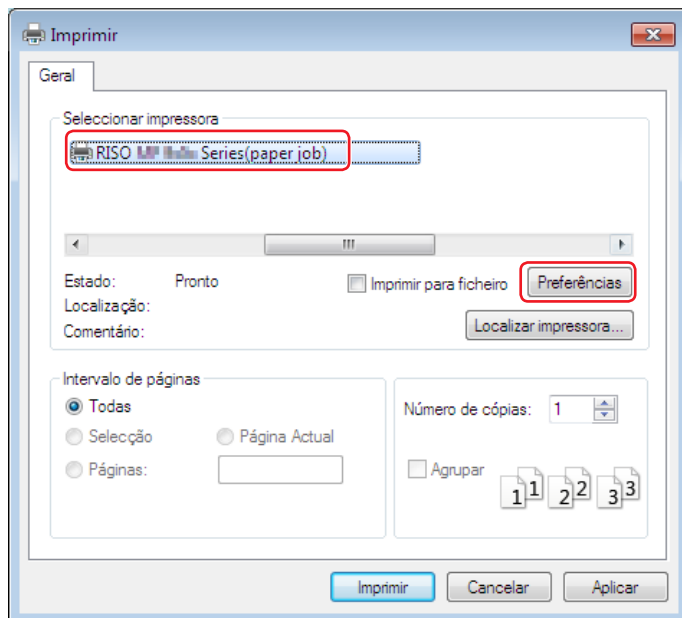 Imprimir
Geral
Seleccionar impressora
RISO Series(paper job)
Estado: Pronto
Imprimir para ficheiro
Preferências
Localização:
Comentário:
Localizar impressora...
Intervalo de páginas
Todas
Selecção
Página Actual
Páginas:
Número de cópias: 1
Agrupar
1 1 2 2 3 3
Imprimir
Cancelar
Aplicar